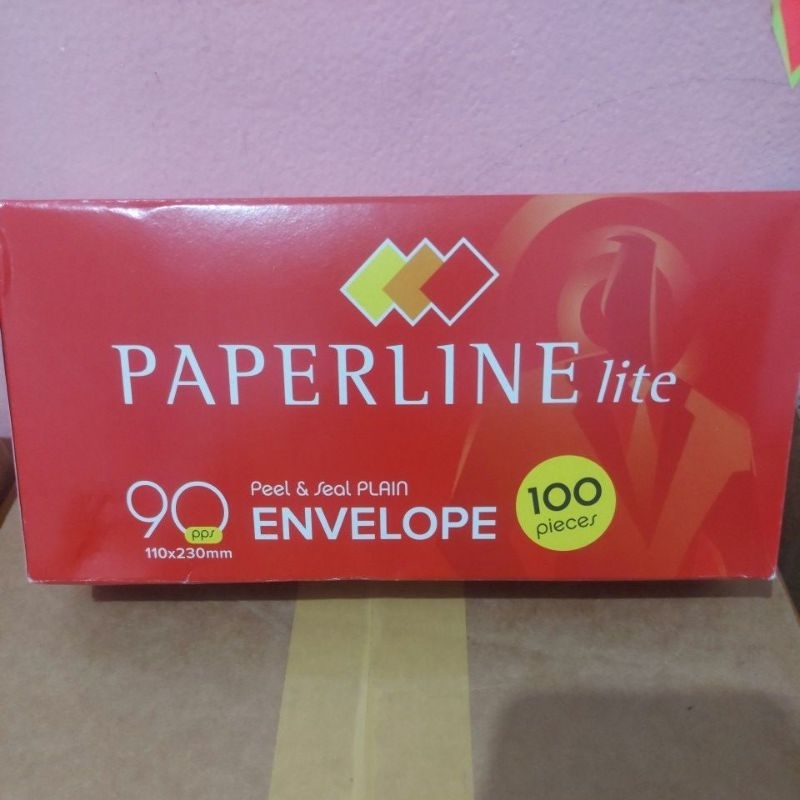 PAPERLINE lite
90
pps
110x230mm
Peel & Seal PLAIN
ENVELOPE
100
pieces